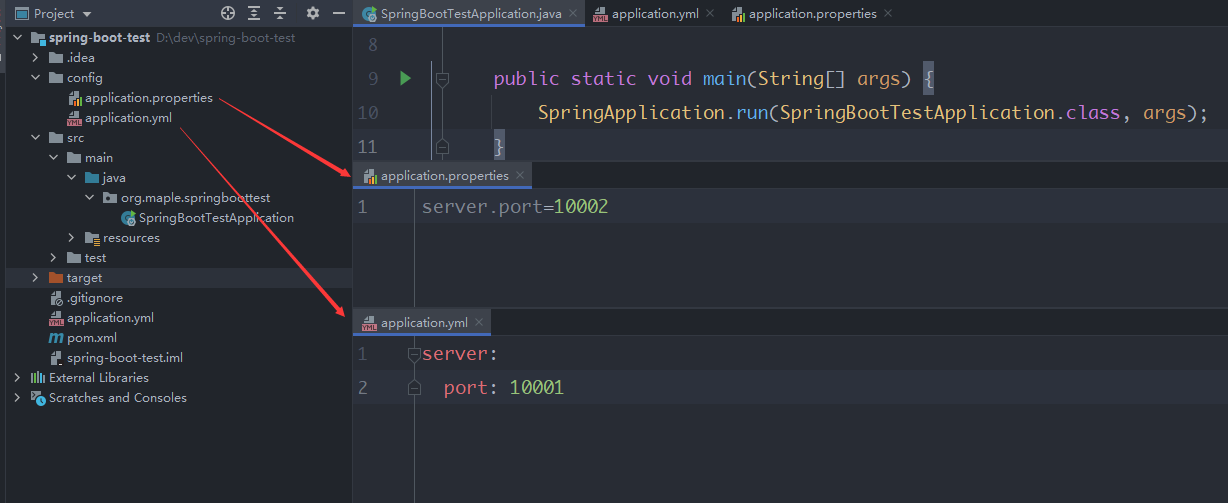 Project
spring-boot-test D:\dev\spring-boot-test
.idea
config
application.properties
application.yml
src
main
java
org.maple.springboottest
SpringBootTestApplication
resources
test
target
.gitignore
application.yml
pom.xml
spring-boot-test.iml
External Libraries
Scratches and Consoles
SpringBootTestApplication.java application.yml application.properties
8
9 public static void main(String[] args) {
10 SpringApplication.run(SpringBootTestApplication.class, args);
11 }
application.properties
1 server.port=10002
application.yml
1 server:
2 port: 10001